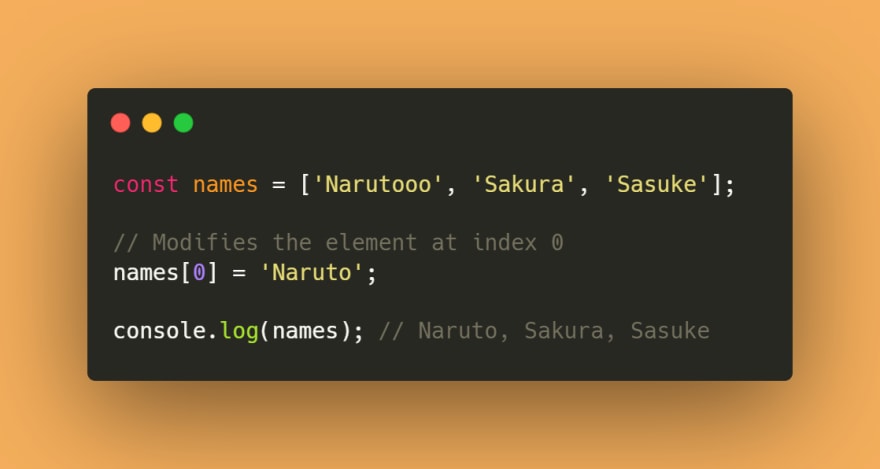 const names = ['Narutooo', 'Sakura', 'Sasuke'];
// Modifies the element at index 0
names[0] = 'Naruto';
console.log(names); // Naruto, Sakura, Sasuke